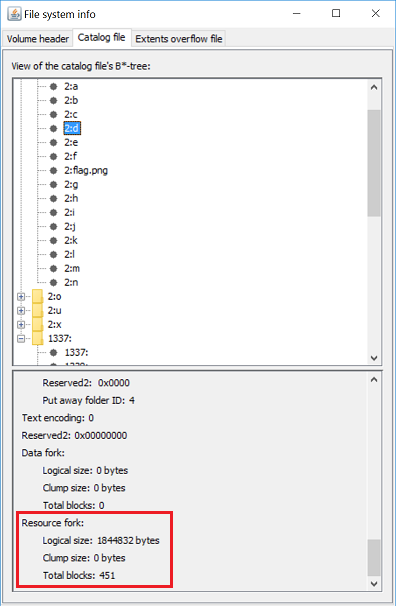 File system info
Volume header
Catalog file
Extents overflow file
View of the catalog file's B*-tree:
2:a
2:b
2:c
2:d
2:e
2:f
2:flag.png
2:g
2:h
2:i
2:j
2:k
2:l
2:m
2:n
2:o
2:u
2:x
1337:
1337:
Reserved2: 0x0000
Put away folder ID: 4
Text encoding: 0
Reserved2: 0x00000000
Data fork:
Logical size: 0 bytes
Clump size: 0 bytes
Total blocks: 0
Resource fork:
Logical size: 1844832 bytes
Clump size: 0 bytes
Total blocks: 451